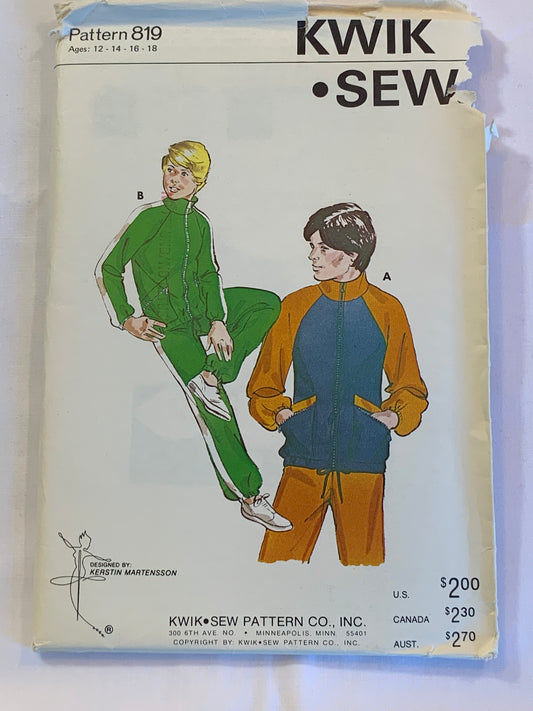 Pattern 819
Ages: 12 - 14 - 16 - 18
KWIK
•SEW
B
A
DESIGNED BY:
KERSTIN MARTENSSON
®
KWIK•SEW PATTERN CO., INC.
300 6TH AVE. NO. • MINNEAPOLIS, MINN. 55401
COPYRIGHT BY: KWIK•SEW PATTERN CO., INC.
U.S. $2.00
CANADA $2.30
AUST. $2.70